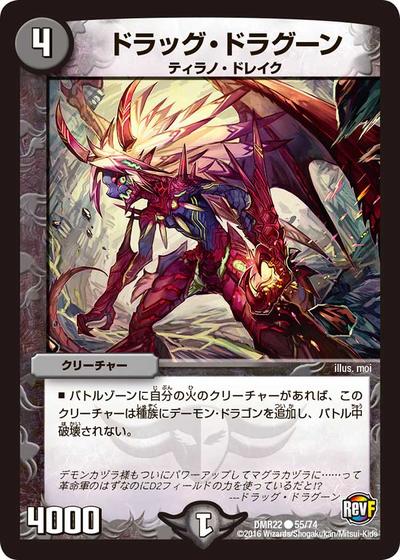 4
ドラッグ・ドラグーン
ティラノ・ドレイク
クリーチャー
illus. moi
■ バトルゾーンに自分の火のクリーチャーがあれば、この
クリーチャーは種族にデーモン・ドラゴンを追加し、バトル中
破壊されない。
デモンカヅラ様もついにパワーアップしてマグラカヅラに……って
革命軍のはずなのにD2フィールドの力を使っているだと!?
---ドラッグ・ドラグーン
4000
DMR22 ● 55/74
©2016 Wizards/Shogakukan/Mitsui-Kids
RevF